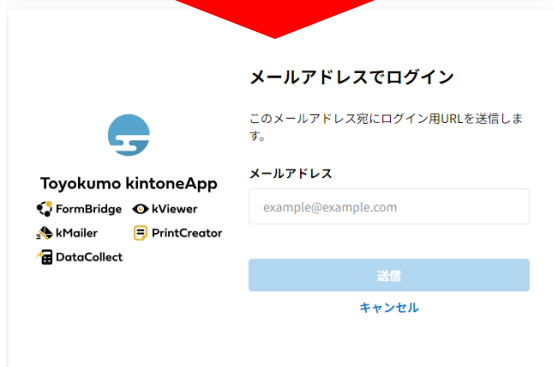 メールアドレスでログイン
このメールアドレス宛にログイン用URLを送信しま
す。
メールアドレス
example@example.com
送信
キャンセル
Toyokumo kintoneApp
FormBridge kViewer
kMailer PrintCreator
DataCollect